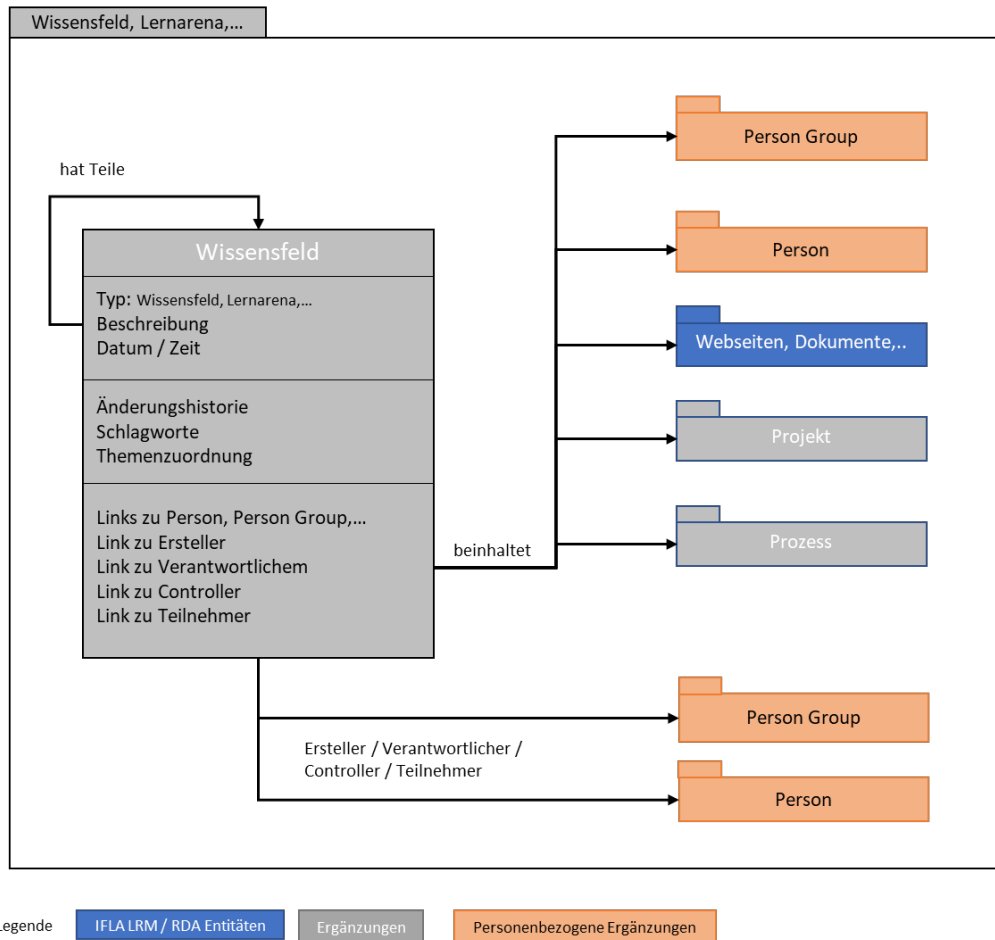 Wissensfeld, Lernarena,...
hat Teile
Wissensfeld
Typ: Wissensfeld, Lernarena,...
Beschreibung
Datum / Zeit
Änderungshistorie
Schlagworte
Themenzuordnung
Links zu Person, Person Group,...
Link zu Ersteller
Link zu Verantwortlichem
Link zu Controller
Link zu Teilnehmer
beinhaltet
Person Group
Person
Webseiten, Dokumente,..
Projekt
Prozess
Ersteller / Verantwortlicher /
Controller / Teilnehmer
Person Group
Person
Legende
IFLA LRM / RDA Entitäten
Ergänzungen
Personenbezogene Ergänzungen